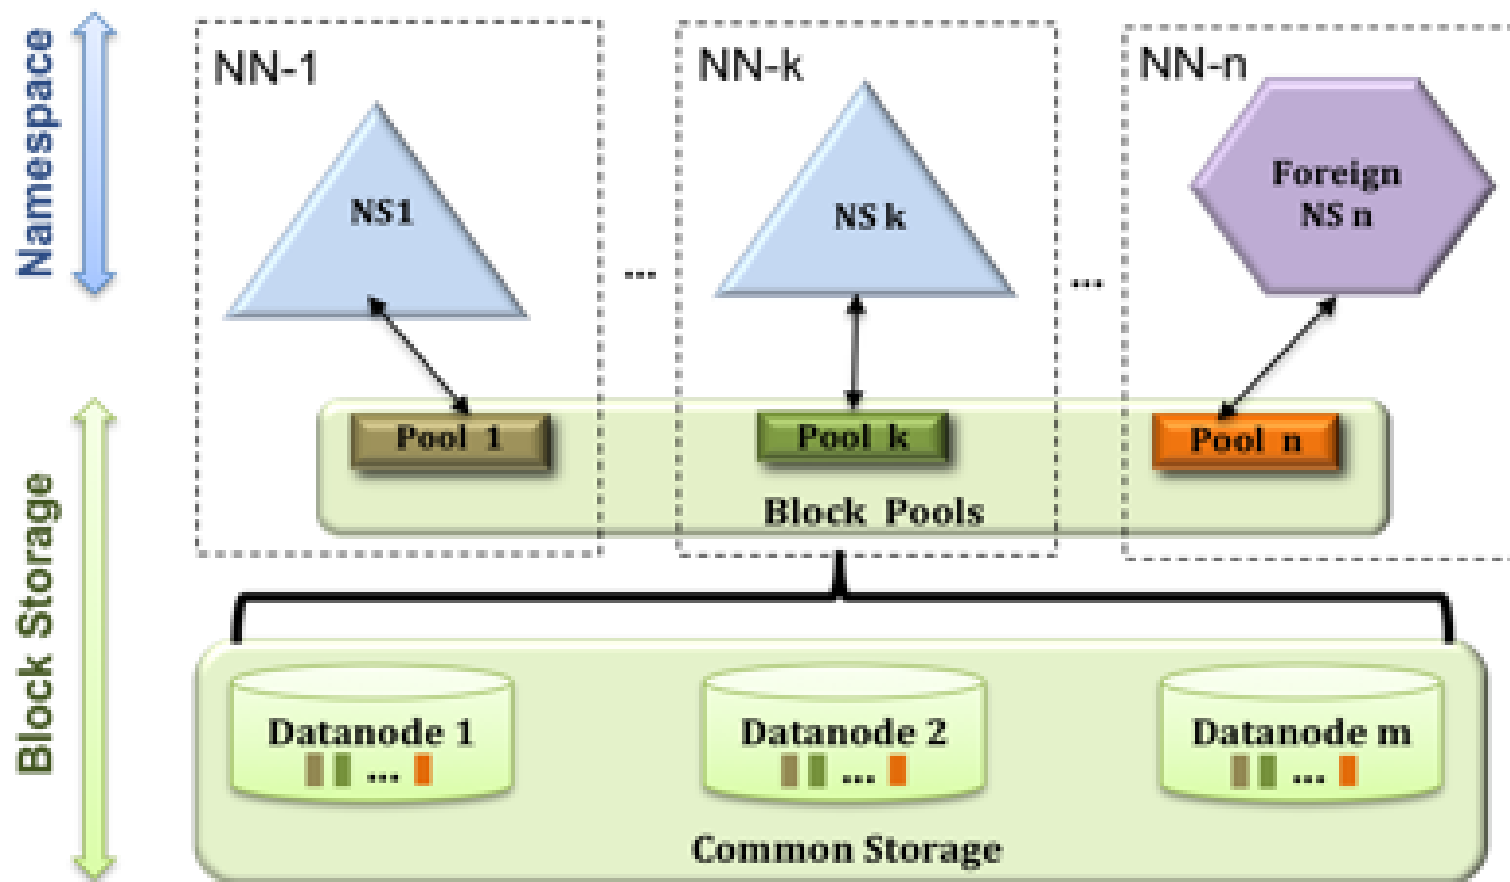 Namespace
NN-1
NN-k
NN-n
NS1
NS k
Foreign
NS n
...
...
Block Storage
Pool 1
Pool k
Pool n
Block Pools
Datanode 1
...
Datanode 2
...
Datanode m
...
Common Storage